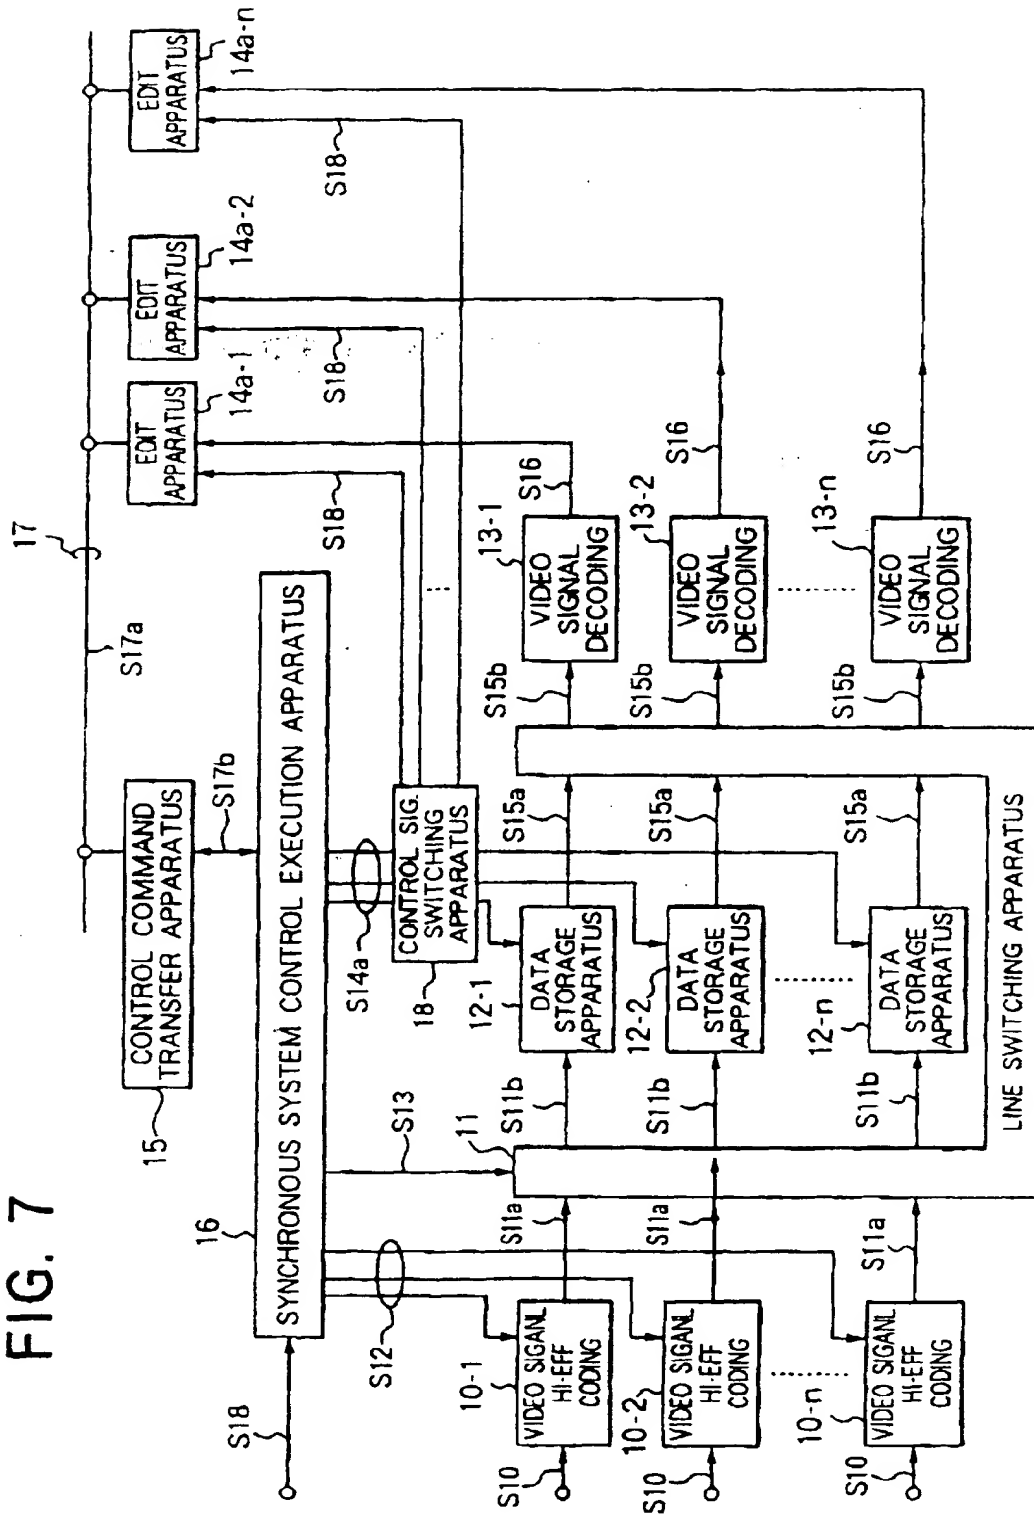 FIG. 7
15
CONTROL COMMAND
TRANSFER APPARATUS
S17a
17
S17b
EDIT
APPARATUS
14a-1
EDIT
APPARATUS
14a-2
EDIT
APPARATUS
14a-n
S18
16
SYNCHRONOUS SYSTEM CONTROL EXECUTION APPARATUS
S12
S13
S14a
18
CONTROL SIG.
SWITCHING
APPARATUS
S18
S18
S18
S10
10-1
VIDEO SIGANL
HI-EFF
CODING
S11a
11
S11b
12-1
DATA
STORAGE
APPARATUS
S15a
S15b
13-1
VIDEO
SIGNAL
DECODING
S16
S10
10-2
VIDEO SIGANL
HI-EFF
CODING
S11a
S11b
12-2
DATA
STORAGE
APPARATUS
S15a
S15b
13-2
VIDEO
SIGNAL
DECODING
S16
S10
10-n
VIDEO SIGANL
HI-EFF
CODING
S11a
S11b
12-n
DATA
STORAGE
APPARATUS
S15a
S15b
13-n
VIDEO
SIGNAL
DECODING
S16
LINE SWITCHING APPARATUS